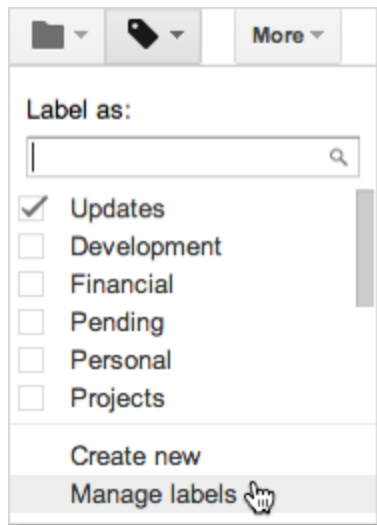 More
Label as:
Updates
Development
Financial
Pending
Personal
Projects
Create new
Manage labels